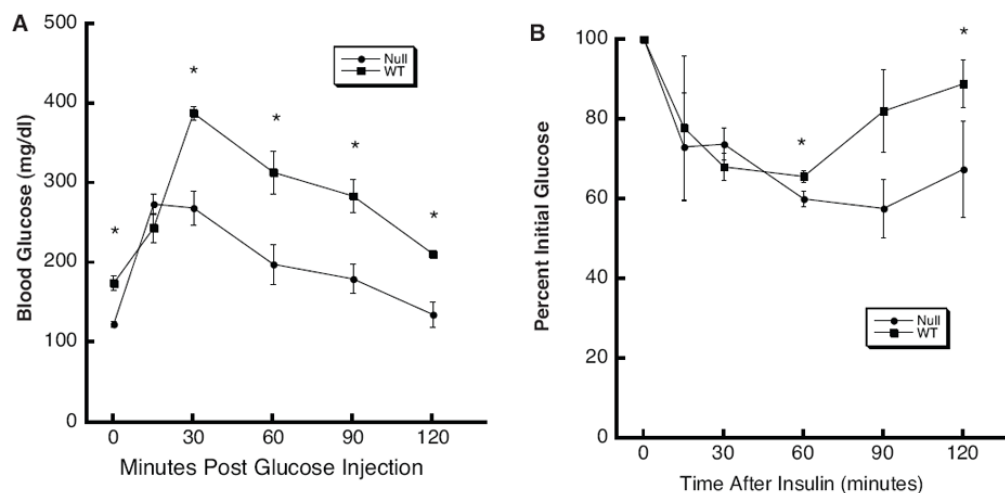 A
Blood Glucose (mg/dl)
500
400
300
200
100
0
* * * * * *
Null
WT
0 30 60 90 120
Minutes Post Glucose Injection
B
Percent Initial Glucose
100
80
60
40
20
0
* *
Null
WT
0 30 60 90 120
Time After Insulin (minutes)